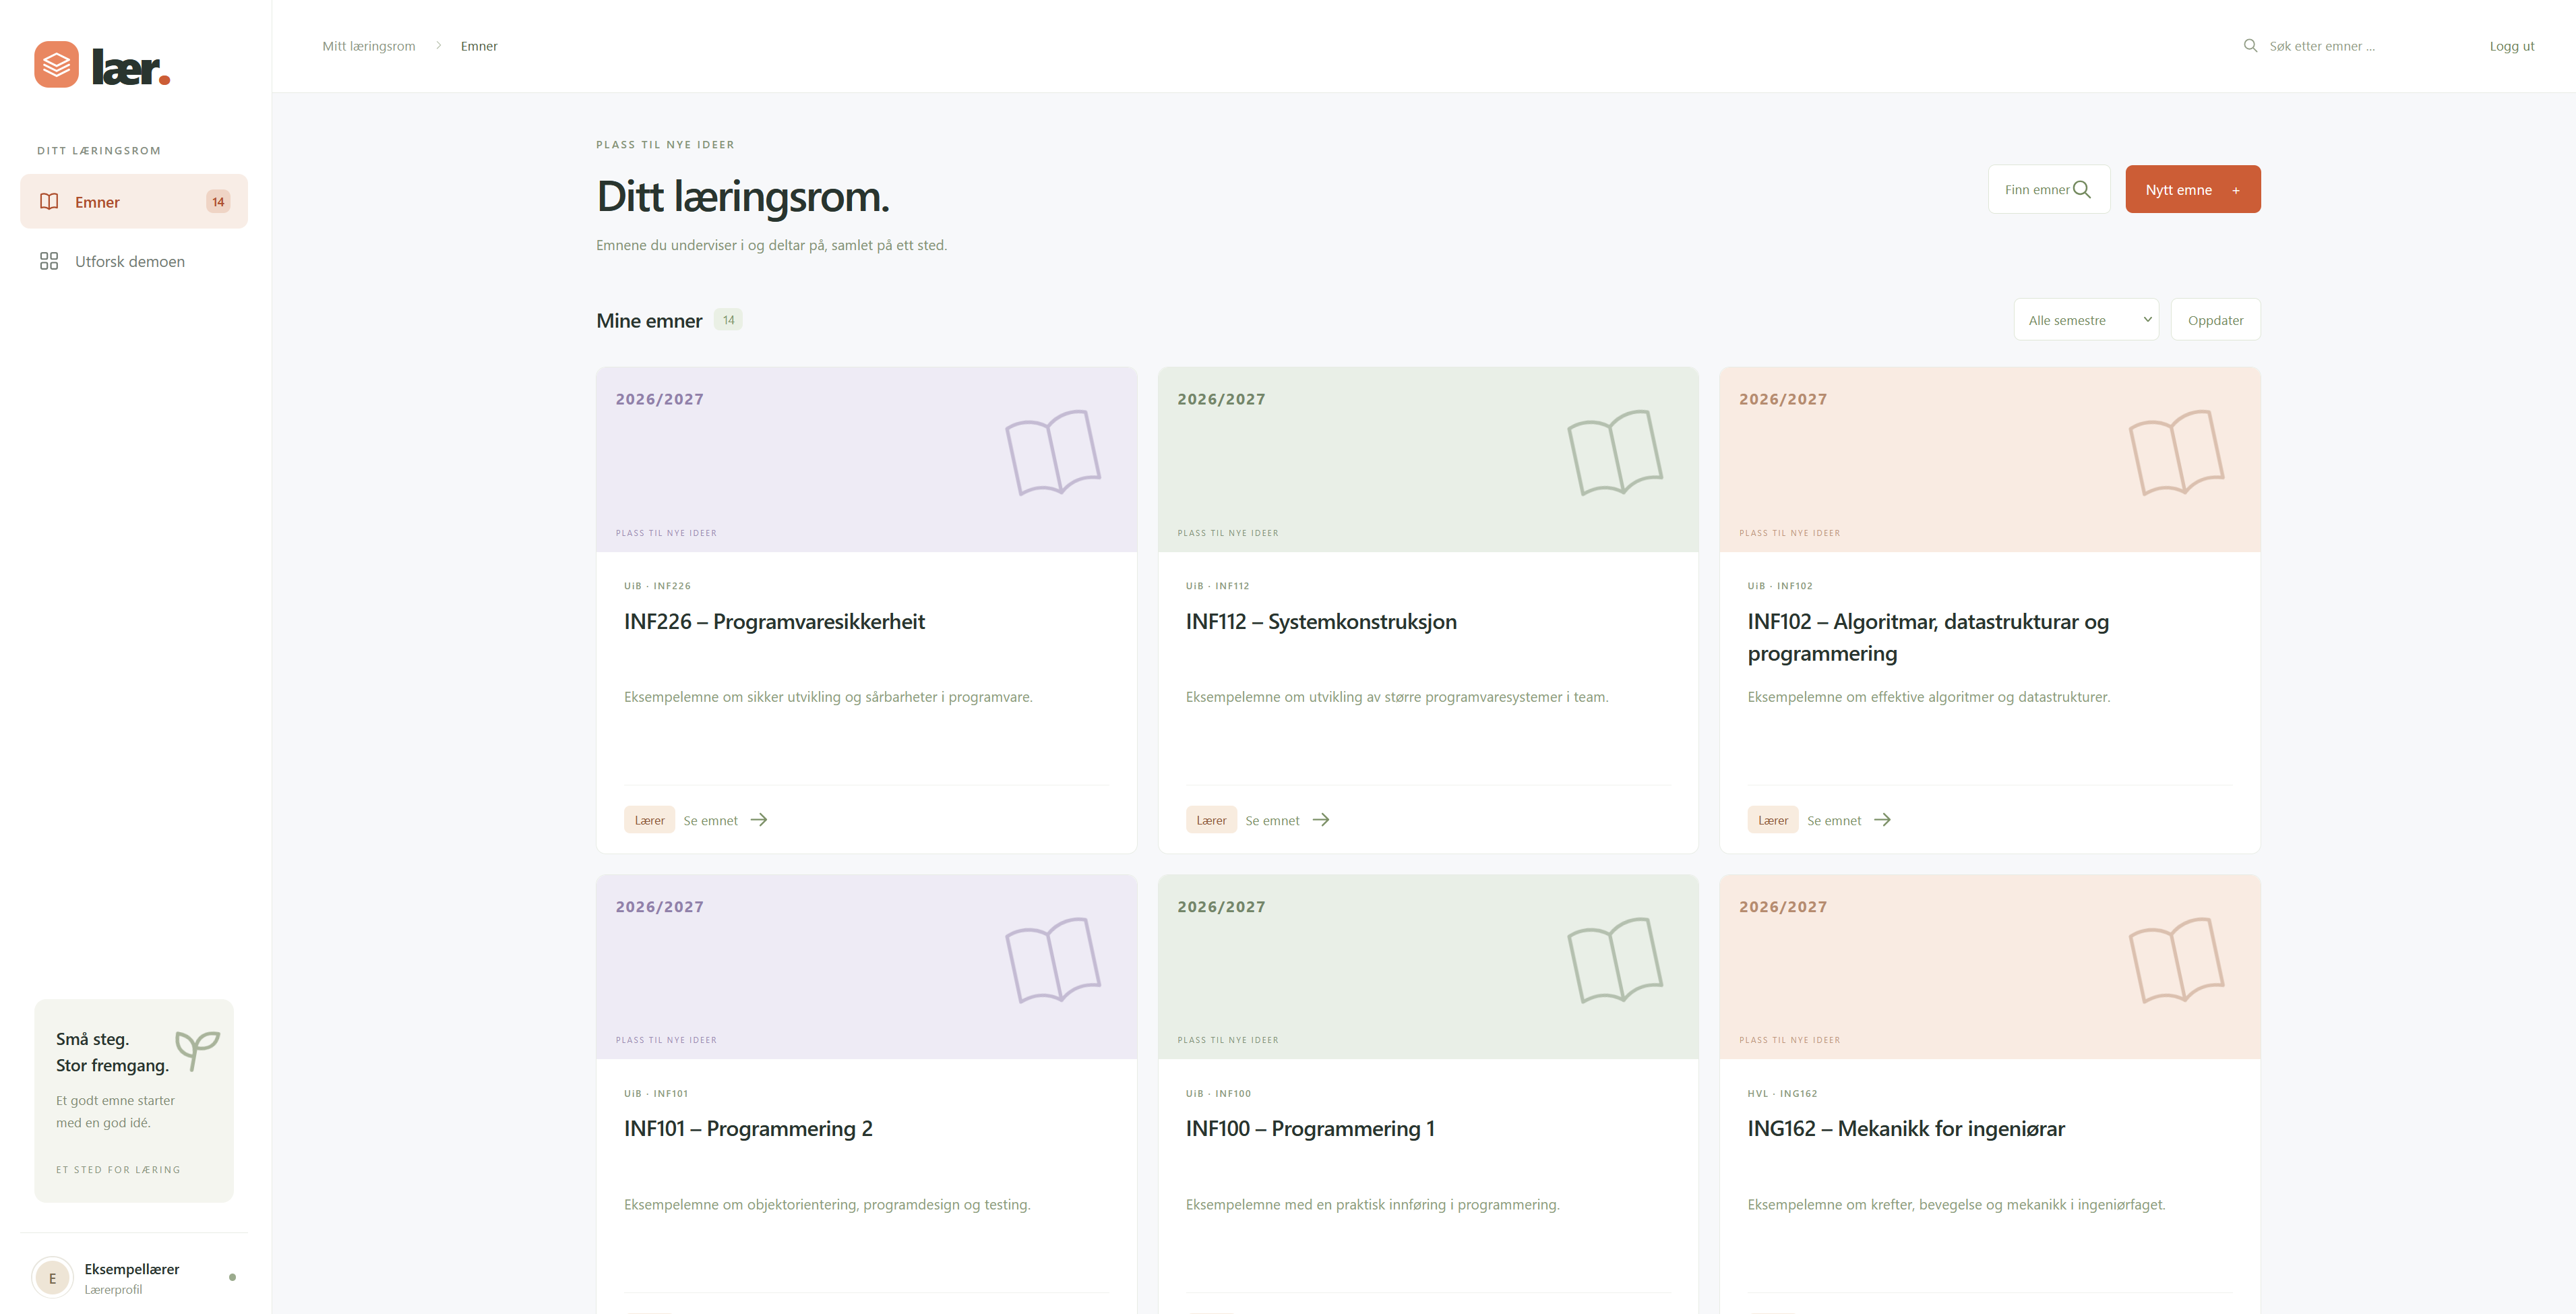 lær.
DITT LÆRINGSROM
Emner 14
Utforsk demoen
Små steg.
Stor fremgang.
Et godt emne starter
med en god idé.
ET STED FOR LÆRING
E
Eksempellærer
Lærerprofil
Mitt læringsrom Emner
Søk etter emner ...
Logg ut
PLASS TIL NYE IDEER
Ditt læringsrom.
Emnene du underviser i og deltar på, samlet på ett sted.
Finn emner
Nytt emne +
Mine emner 14
Alle semestre
Oppdater
2026/2027
PLASS TIL NYE IDEER
UiB · INF226
INF226 – Programvaresikkerheit
Eksempelemne om sikker utvikling og sårbarheter i programvare.
Lærer Se emnet
2026/2027
PLASS TIL NYE IDEER
UiB · INF112
INF112 – Systemkonstruksjon
Eksempelemne om utvikling av større programvaresystemer i team.
Lærer Se emnet
2026/2027
PLASS TIL NYE IDEER
UiB · INF102
INF102 – Algoritmar, datastrukturar og
programmering
Eksempelemne om effektive algoritmer og datastrukturer.
Lærer Se emnet
2026/2027
PLASS TIL NYE IDEER
UiB · INF101
INF101 – Programmering 2
Eksempelemne om objektorientering, programdesign og testing.
2026/2027
PLASS TIL NYE IDEER
UiB · INF100
INF100 – Programmering 1
Eksempelemne med en praktisk innføring i programmering.
2026/2027
PLASS TIL NYE IDEER
HVL · ING162
ING162 – Mekanikk for ingeniørar
Eksempelemne om krefter, bevegelse og mekanikk i ingeniørfaget.